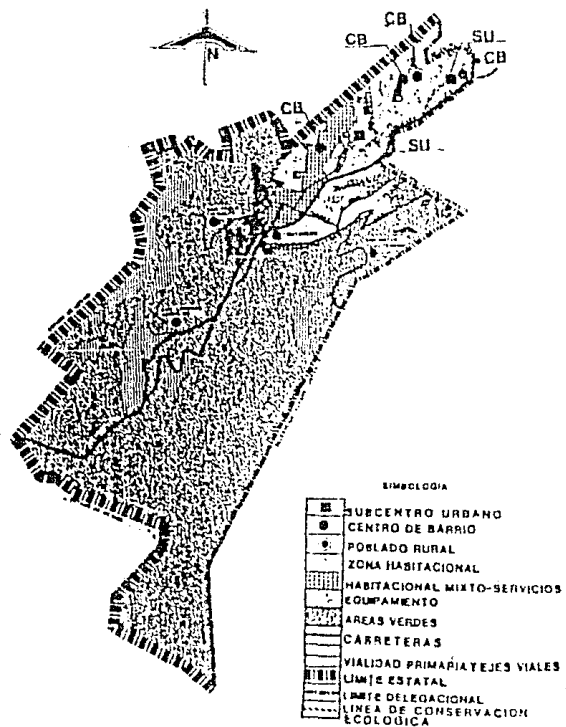 N
CB
CB
SU
CB
CB
SU
SIMBOLOGIA
SUBCENTRO URBANO
CENTRO DE BARRIO
POBLADO RURAL
ZONA HABITACIONAL
HABITACIONAL MIXTO-SERVICIOS
EQUIPAMIENTO
AREAS VERDES
CARRETERAS
VIALIDAD PRIMARIA Y EJES VIALES
LIMITE ESTATAL
LIMITE DELEGACIONAL
LINEA DE CONSERVACION
ECOLOGICA